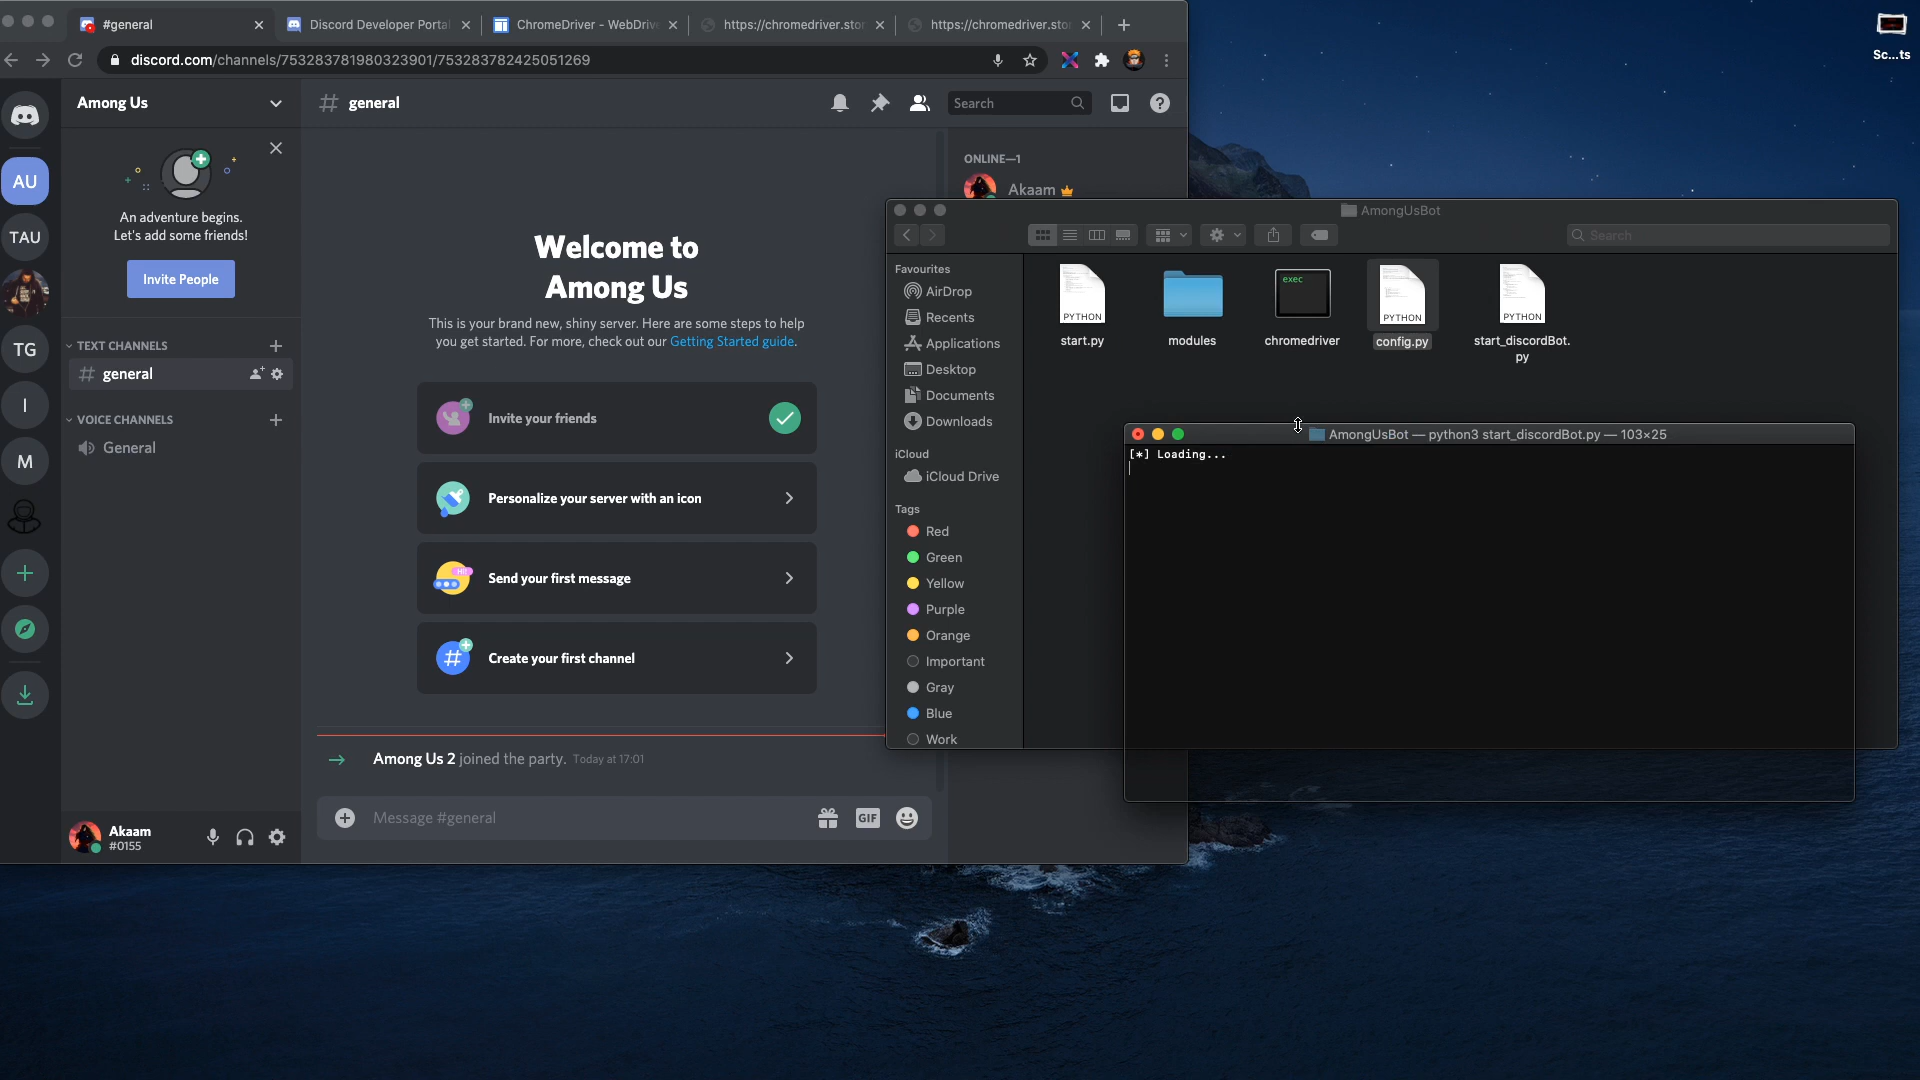 #general
Discord Developer Portal
ChromeDriver - WebDrive
https://chromedriver.stor
https://chromedriver.stor
discord.com/channels/753283781980323901/753283782425051269
Sc...ts
Among Us
# general
Search
AU
TAU
TG
I
M
An adventure begins.
Let's add some friends!
Invite People
TEXT CHANNELS
# general
VOICE CHANNELS
General
Akaam
#0155
Welcome to
Among Us
This is your brand new, shiny server. Here are some steps to help
you get started. For more, check out our Getting Started guide.
Invite your friends
Personalize your server with an icon
Send your first message
Create your first channel
Among Us 2 joined the party. Today at 17:01
Message #general
GIF
ONLINE—1
Akaam
AmongUsBot
Search
Favourites
AirDrop
Recents
Applications
Desktop
Documents
Downloads
iCloud
iCloud Drive
Tags
Red
Green
Yellow
Purple
Orange
Important
Gray
Blue
Work
PYTHON
start.py
modules
exec
chromedriver
PYTHON
config.py
PYTHON
start_discordBot.
py
AmongUsBot — python3 start_discordBot.py — 103×25
[*] Loading...